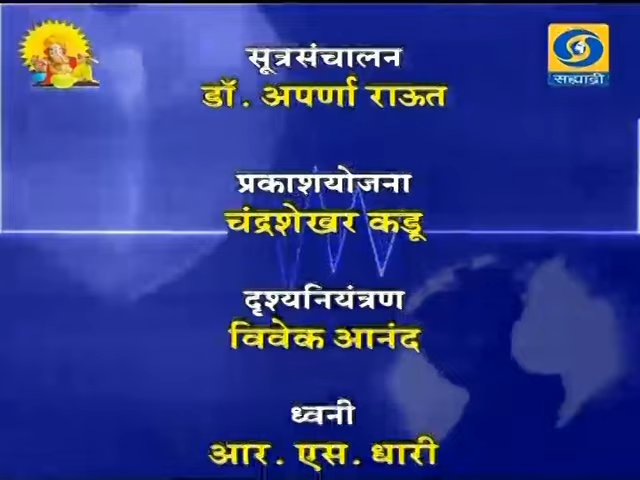 सूत्रसंचालन
डॉ. अपर्णा राऊत
सह्याद्री
प्रकाशयोजना
चंद्रशेखर कडू
दृश्यनियंत्रण
विवेक आनंद
ध्वनी
आर. एस. धारी